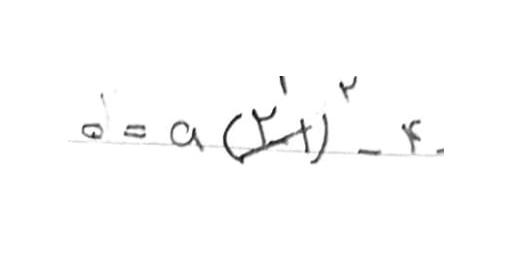 ۵ = a (۲-۱)^۲ - ۴